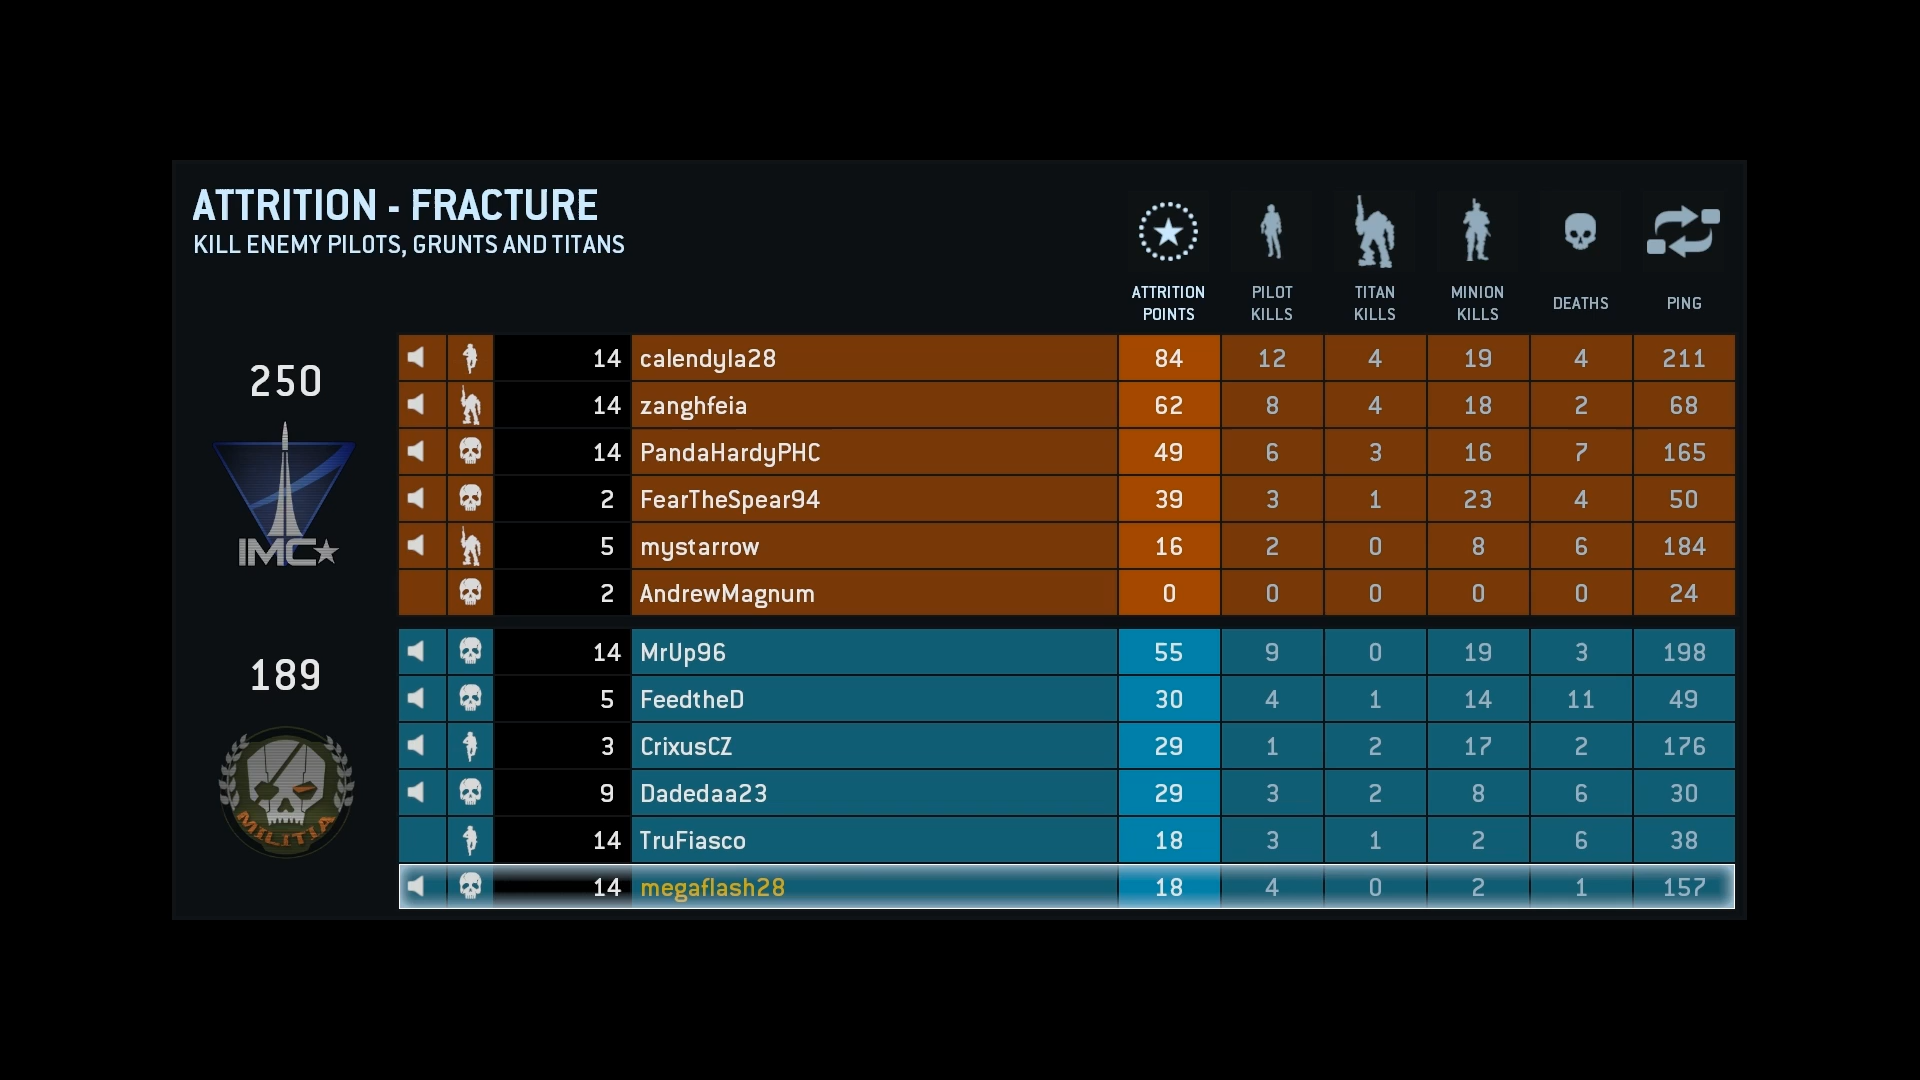 ATTRITION - FRACTURE
KILL ENEMY PILOTS, GRUNTS AND TITANS
ATTRITION POINTS PILOT KILLS TITAN KILLS MINION KILLS DEATHS PING
250
IMC
14 calendyla28 84 12 4 19 4 211
14 zanghfeia 62 8 4 18 2 68
14 PandaHardyPHC 49 6 3 16 7 165
2 FearTheSpear94 39 3 1 23 4 50
5 mystarrow 16 2 0 8 6 184
2 AndrewMagnum 0 0 0 0 0 24
189
MILITIA
14 MrUp96 55 9 0 19 3 198
5 FeedtheD 30 4 1 14 11 49
3 CrixusCZ 29 1 2 17 2 176
9 Dadedaa23 29 3 2 8 6 30
14 TruFiasco 18 3 1 2 6 38
14 megaflash28 18 4 0 2 1 157